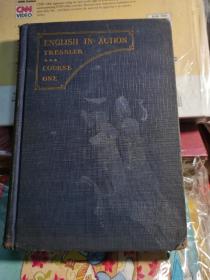 CNN
VIDEO
ENGLISH IN ACTION
TRESSLER
COURSE
ONE